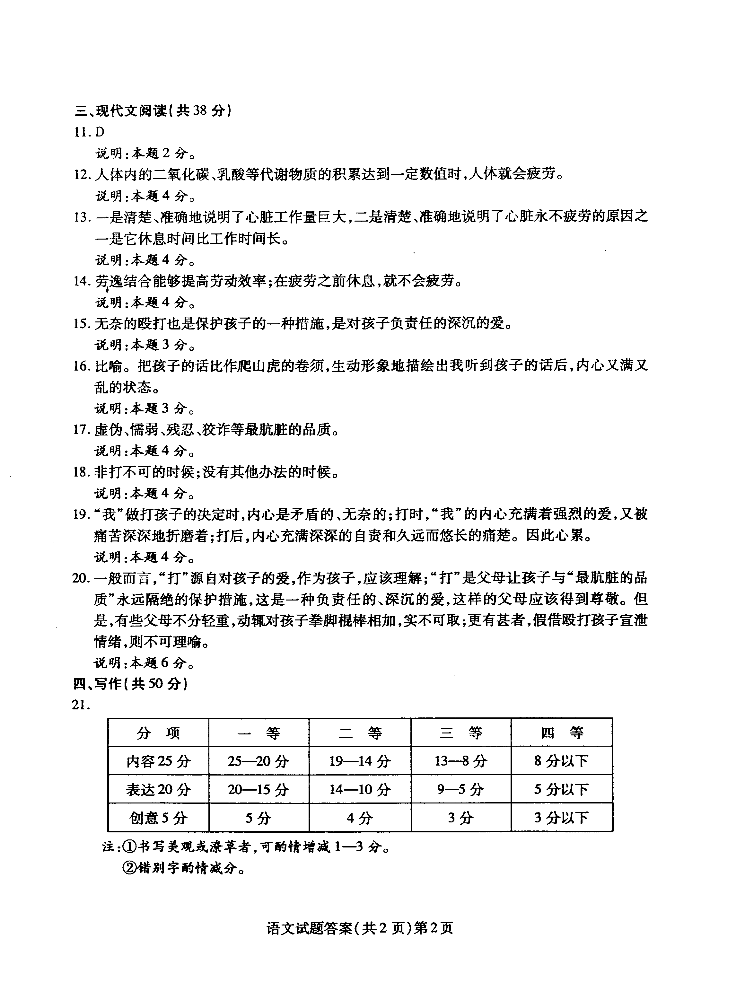 三、现代文阅读(共38分)
11. D
说明:本题2分。
12. 人体内的二氧化碳、乳酸等代谢物质的积累达到一定数值时,人体就会疲劳。
说明:本题4分。
13. 一是清楚、准确地说明了心脏工作量巨大,二是清楚、准确地说明了心脏永不疲劳的原因之
一是它休息时间比工作时间长。
说明:本题4分。
14. 劳逸结合能够提高劳动效率;在疲劳之前休息,就不会疲劳。
说明:本题4分。
15. 无奈的殴打也是保护孩子的一种措施,是对孩子负责任的深沉的爱。
说明:本题3分。
16. 比喻。把孩子的话比作爬山虎的卷须,生动形象地描绘出我听到孩子的话后,内心又满又
乱的状态。
说明:本题3分。
17. 虚伪、懦弱、残忍、狡诈等最肮脏的品质。
说明:本题4分。
18. 非打不可的时候;没有其他办法的时候。
说明:本题4分。
19. “我”做打孩子的决定时,内心是矛盾的、无奈的;打时,“我”的内心充满着强烈的爱,又被
痛苦深深地折磨着;打后,内心充满深深的自责和久远而悠长的痛楚。因此心累。
说明:本题4分。
20. 一般而言,“打”源自对孩子的爱,作为孩子,应该理解;“打”是父母让孩子与“最肮脏的品
质”永远隔绝的保护措施,这是一种负责任的、深沉的爱,这样的父母应该得到尊敬。但
是,有些父母不分轻重,动辄对孩子拳脚棍棒相加,实不可取;更有甚者,假借殴打孩子宣泄
情绪,则不可理喻。
说明:本题6分。
四、写作(共50分)
21.
分 项 一 等 二 等 三 等 四 等
内容25分 25—20分 19—14分 13—8分 8分以下
表达20分 20—15分 14—10分 9—5分 5分以下
创意5分 5分 4分 3分 3分以下
注:①书写美观或潦草者,可酌情增减1—3分。
②错别字酌情减分。
语文试题答案(共2页)第2页